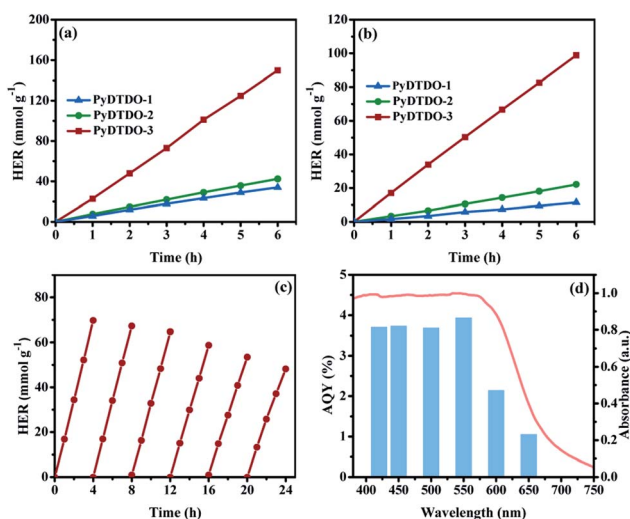 (a)
HER (mmol g⁻¹)
200
160
120
80
40
0
PyDTDO-1
PyDTDO-2
PyDTDO-3
0 1 2 3 4 5 6
Time (h)
(b)
HER (mmol g⁻¹)
120
100
80
60
40
20
0
PyDTDO-1
PyDTDO-2
PyDTDO-3
0 1 2 3 4 5 6
Time (h)
(c)
HER (mmol g⁻¹)
80
60
40
20
0
0 4 8 12 16 20 24
Time (h)
(d)
AQY (%)
5
4
3
2
1
0
400 450 500 550 600 650 700 750
Wavelength (nm)
1.0
0.8
0.6
0.4
0.2
0.0
Absorbance (a.u.)